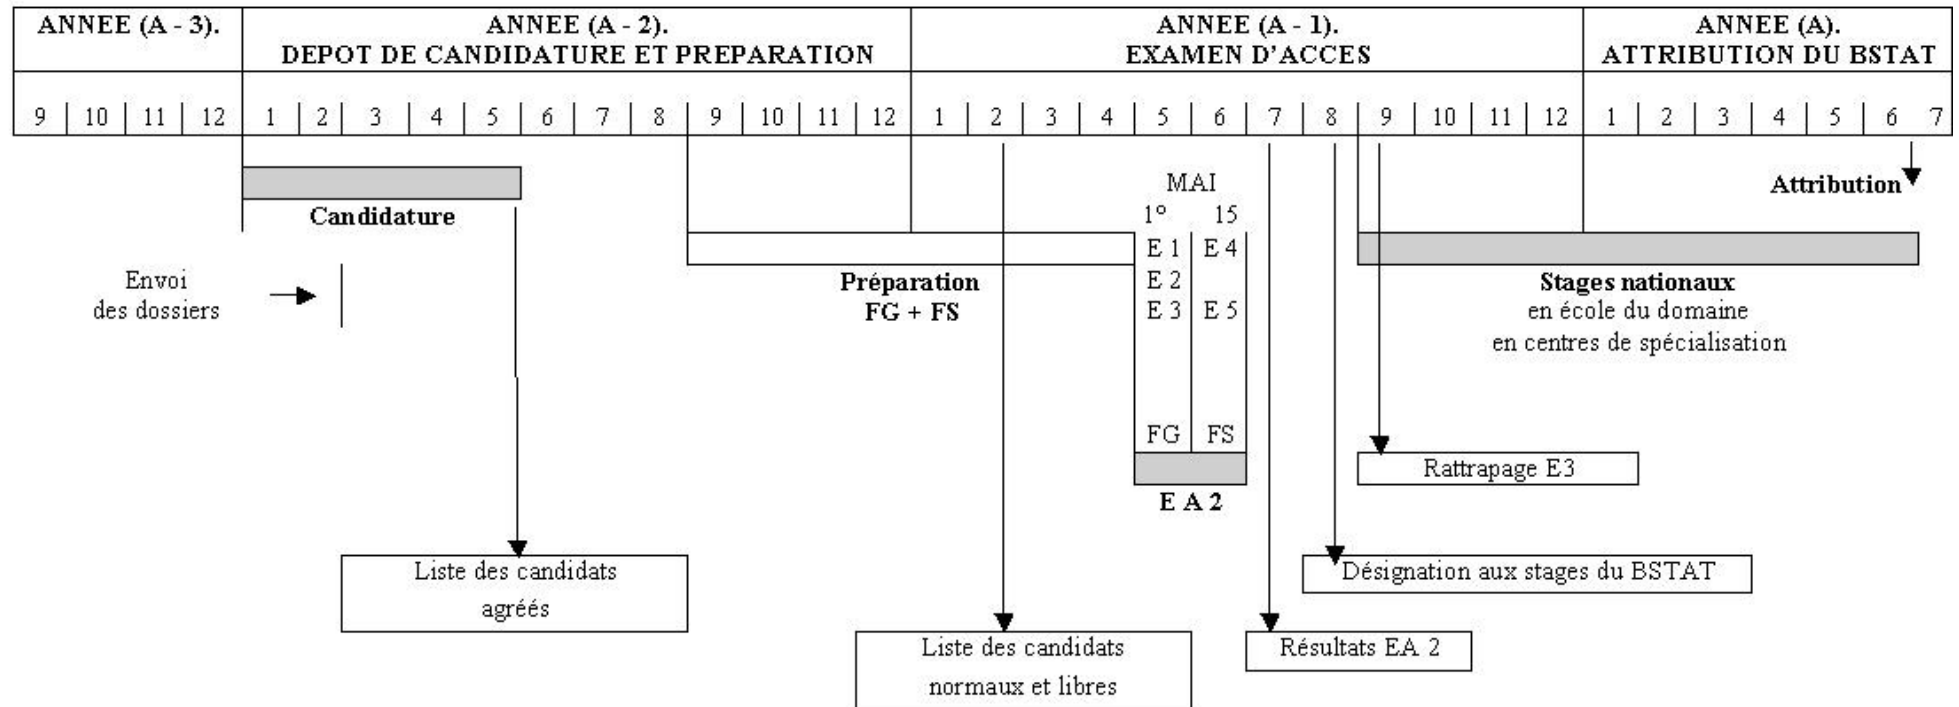 ANNEE (A - 3).
ANNEE (A - 2).
DEPOT DE CANDIDATURE ET PREPARATION
ANNEE (A - 1).
EXAMEN D'ACCES
ANNEE (A).
ATTRIBUTION DU BSTAT
9 10 11 12 1 2 3 4 5 6 7 8 9 10 11 12 1 2 3 4 5 6 7 8 9 10 11 12 1 2 3 4 5 6 7
Candidature
Envoi
des dossiers
Préparation
FG + FS
MAI
1° 15
E 1 E 4
E 2
E 3 E 5
FG FS
E A 2
Attribution
Stages nationaux
en école du domaine
en centres de spécialisation
Rattrapage E3
Liste des candidats
agréés
Désignation aux stages du BSTAT
Liste des candidats
normaux et libres
Résultats EA 2